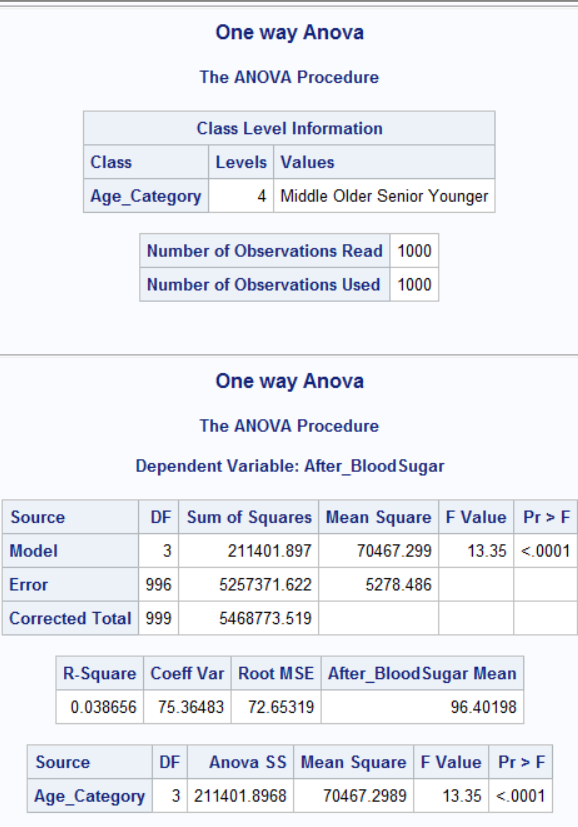 One way Anova
The ANOVA Procedure
Class Level Information
Class Levels Values
Age_Category 4 Middle Older Senior Younger
Number of Observations Read 1000
Number of Observations Used 1000
One way Anova
The ANOVA Procedure
Dependent Variable: After_BloodSugar
Source DF Sum of Squares Mean Square F Value Pr > F
Model 3 211401.897 70467.299 13.35 <.0001
Error 996 5257371.622 5278.486
Corrected Total 999 5468773.519
R-Square Coeff Var Root MSE After_BloodSugar Mean
0.038656 75.36483 72.65319 96.40198
Source DF Anova SS Mean Square F Value Pr > F
Age_Category 3 211401.8968 70467.2989 13.35 <.0001